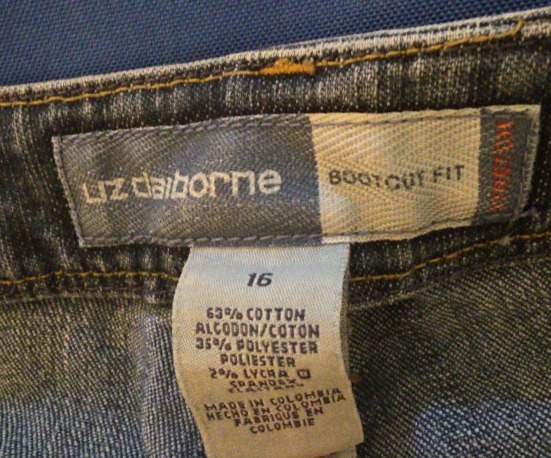 liz claiborne
BOOTCUT FIT
16
63% COTTON
ALGODON/COTON
35% POLYESTER
POLIESTER
2% LYCRA ®
SPANDEX
MADE IN COLOMBIA
HECHO EN COLOMBIA
FABRIQUE EN
COLOMBIE